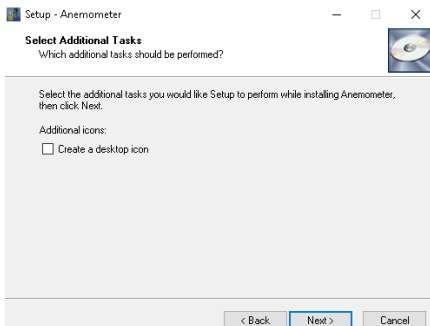 Setup - Anemometer
Select Additional Tasks
Which additional tasks should be performed?
Select the additional tasks you would like Setup to perform while installing Anemometer,
then click Next.
Additional icons:
Create a desktop icon
< Back Next > Cancel